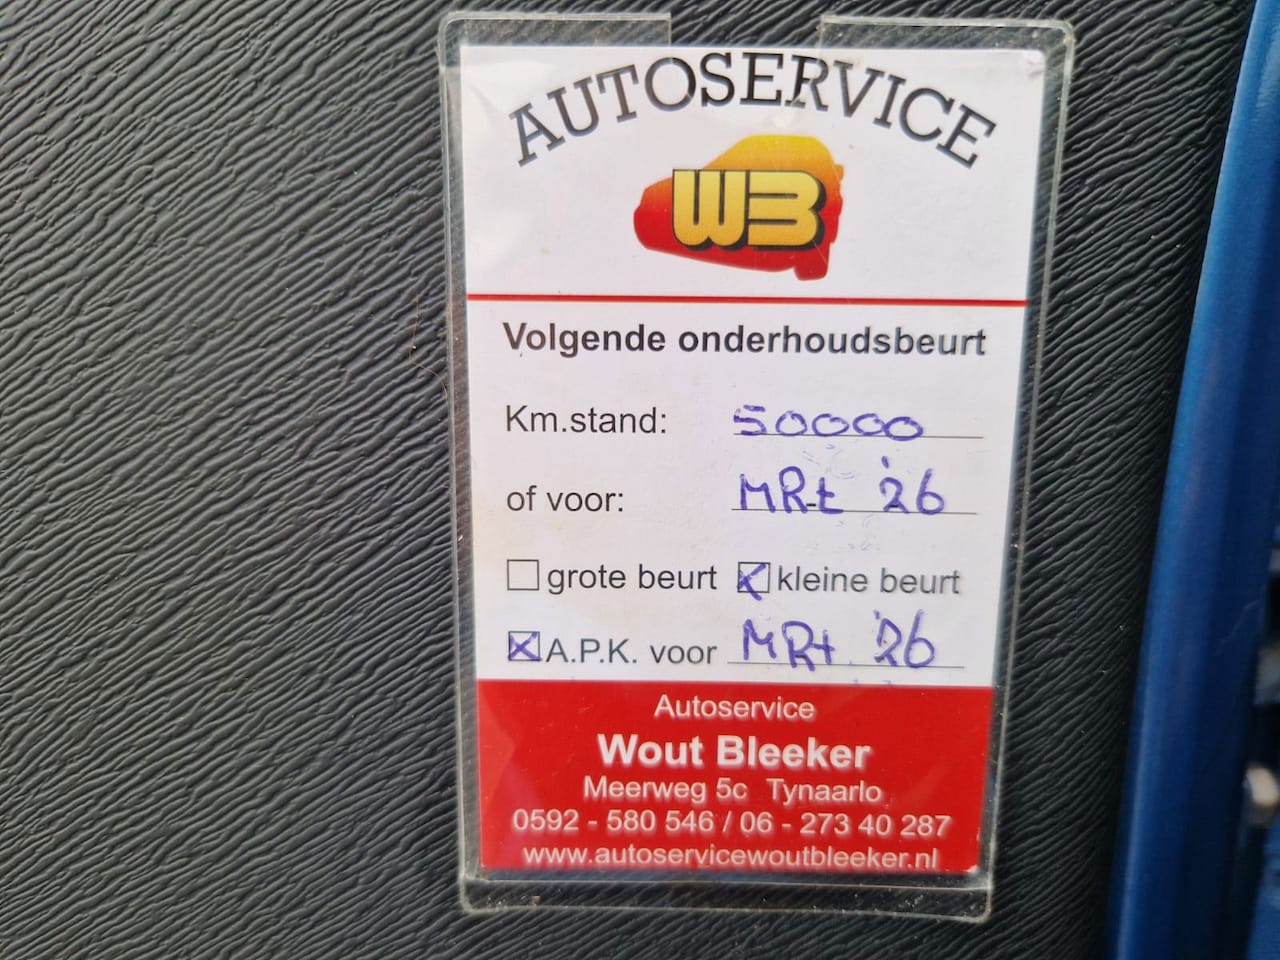 AUTOSERVICE
WB
Volgende onderhoudsbeurt
Km.stand: 50000
of voor: MRt '26
grote beurt kleine beurt
A.P.K. voor MRt '26
Autoservice
Wout Bleeker
Meerweg 5c Tynaarlo
0592 - 580 546 / 06 - 273 40 287
www.autoservicewoutbleeker.nl